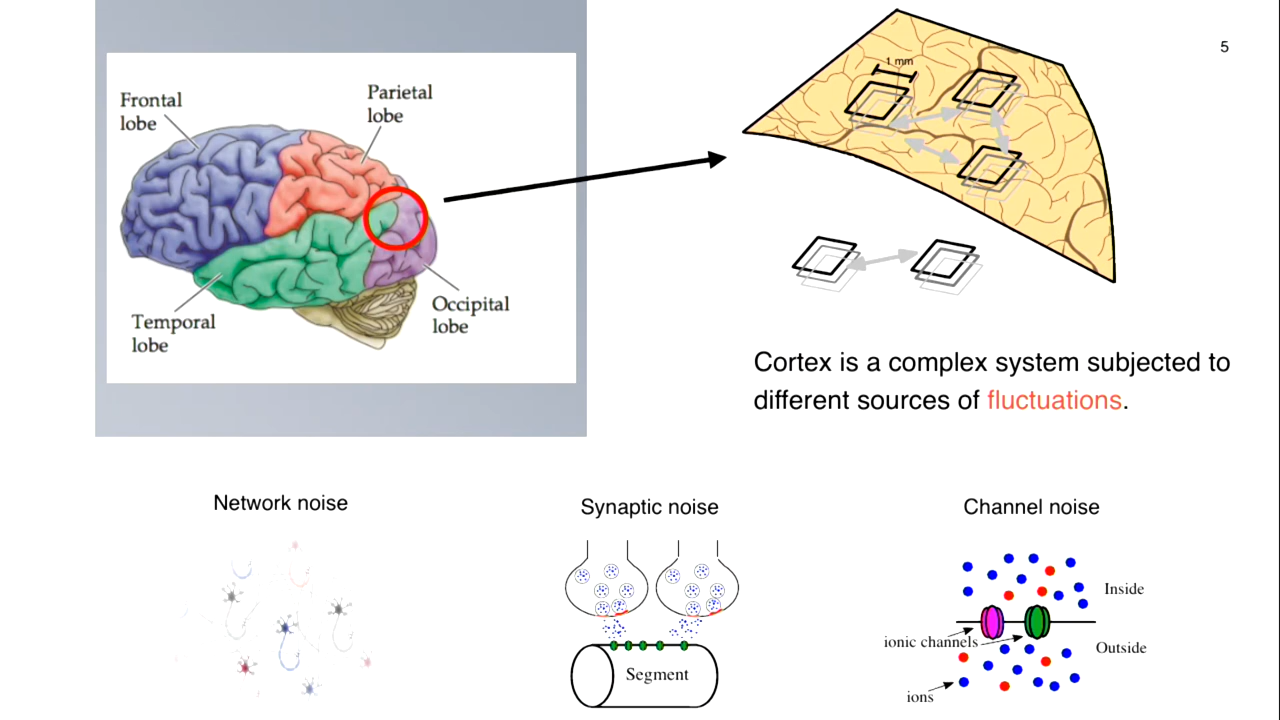 5
Frontal
lobe
Parietal
lobe
Temporal
lobe
Occipital
lobe
1 mm
Cortex is a complex system subjected to
different sources of fluctuations.
Network noise
Synaptic noise
Segment
Channel noise
Inside
ionic channels
Outside
ions